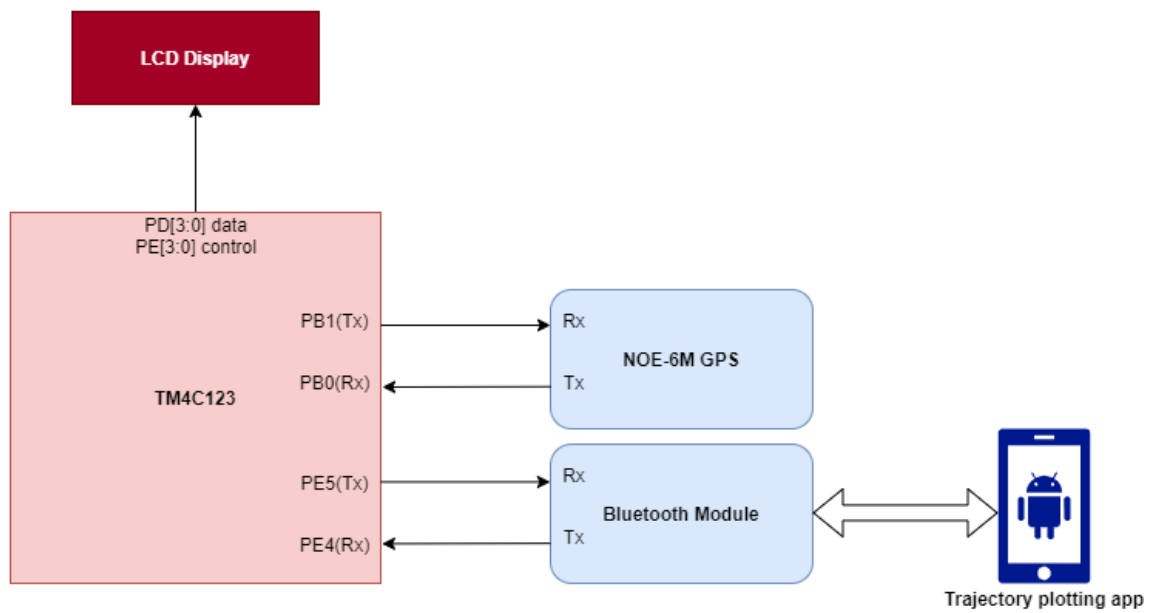 LCD Display
PD[3:0] data
PE[3:0] control
PB1(Tx)
Rx
NOE-6M GPS
PB0(Rx)
Tx
TM4C123
PE5(Tx)
Rx
Bluetooth Module
PE4(Rx)
Tx
Trajectory plotting app